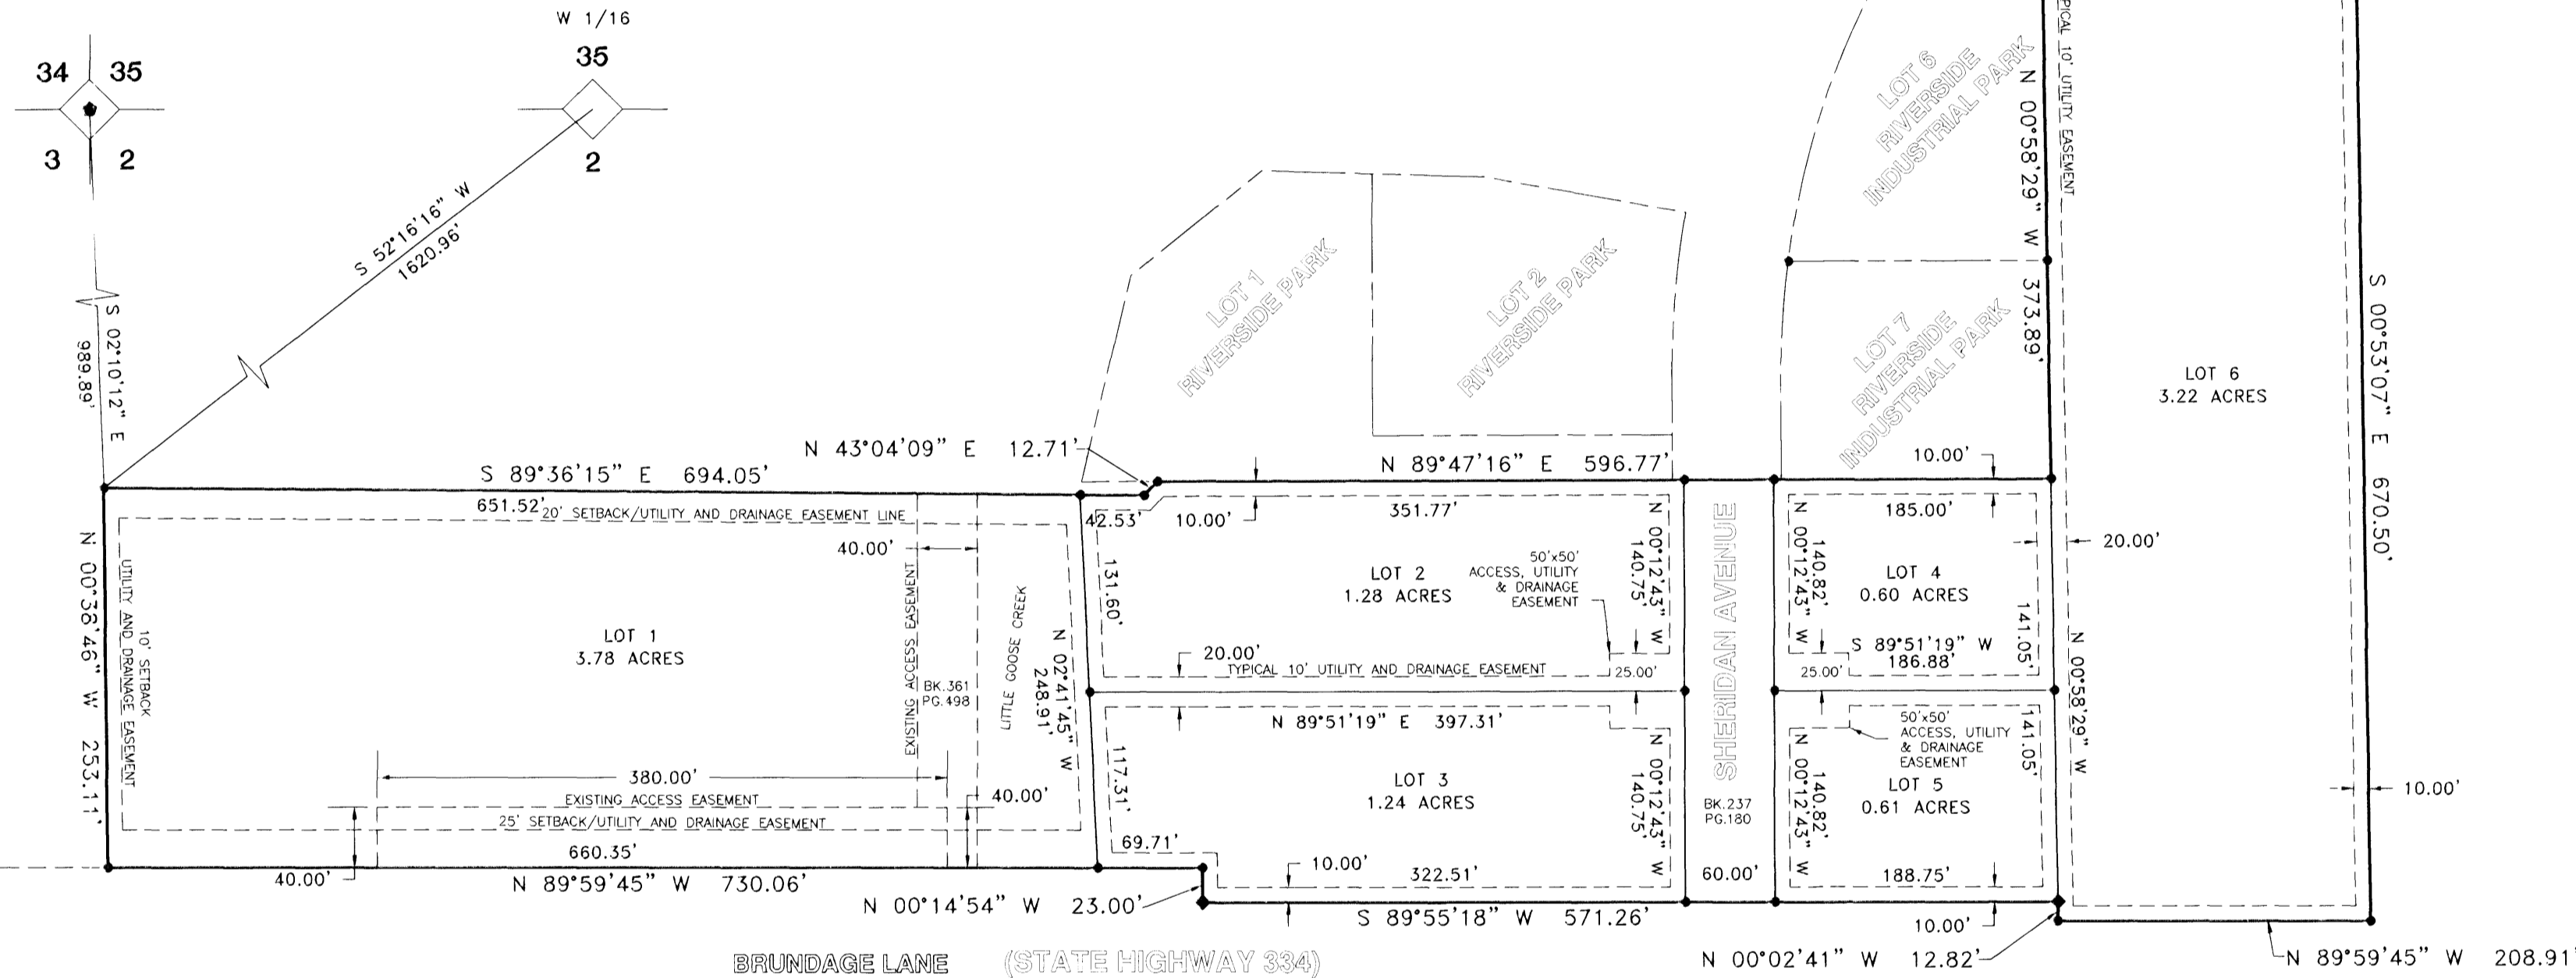 W 1/16
34 35
3 2
35
2
S 52°16'16" W
1620.96'
S 02°10'12" E
989.89'
LOT 1
RIVERSIDE PARK
LOT 2
RIVERSIDE PARK
LOT 6
RIVERSIDE
INDUSTRIAL PARK
LOT 7
RIVERSIDE
INDUSTRIAL PARK
N 00°58'29" W 373.89'
PICAL 10' UTILITY EASEMENT
LOT 6
3.22 ACRES
S 00°53'07" E 670.50'
N 43°04'09" E 12.71'
S 89°36'15" E 694.05'
N 89°47'16" E 596.77'
10.00'
651.52'
20' SETBACK/UTILITY AND DRAINAGE EASEMENT LINE
42.53'
10.00'
351.77'
185.00'
40.00'
20.00'
N 00°38'46" W 253.11'
10' SETBACK
UTILITY AND DRAINAGE EASEMENT
LOT 1
3.78 ACRES
EXISTING ACCESS EASEMENT
BK.361
PG.498
LITTLE GOOSE CREEK
N 02°41'45" W
248.91'
131.60'
LOT 2
1.28 ACRES
50'x50'
ACCESS, UTILITY
& DRAINAGE
EASEMENT
N 00°12'43" W
140.75'
SHERIDAN AVENUE
N 00°12'43" W
140.82'
LOT 4
0.60 ACRES
141.05'
S 89°51'19" W
186.88'
20.00'
TYPICAL 10' UTILITY AND DRAINAGE EASEMENT
25.00'
25.00'
N 00°58'29" W
N 89°51'19" E 397.31'
117.31'
LOT 3
1.24 ACRES
N 00°12'43" W
140.75'
BK.237
PG.180
N 00°12'43" W
140.82'
50'x50'
ACCESS, UTILITY
& DRAINAGE
EASEMENT
LOT 5
0.61 ACRES
141.05'
10.00'
380.00'
EXISTING ACCESS EASEMENT
40.00'
25' SETBACK/UTILITY AND DRAINAGE EASEMENT
660.35'
40.00'
N 89°59'45" W 730.06'
69.71'
10.00'
322.51'
60.00'
188.75'
N 00°14'54" W 23.00'
S 89°55'18" W 571.26'
10.00'
N 00°02'41" W 12.82'
N 89°59'45" W 208.91'
BRUNDAGE LANE (STATE HIGHWAY 334)